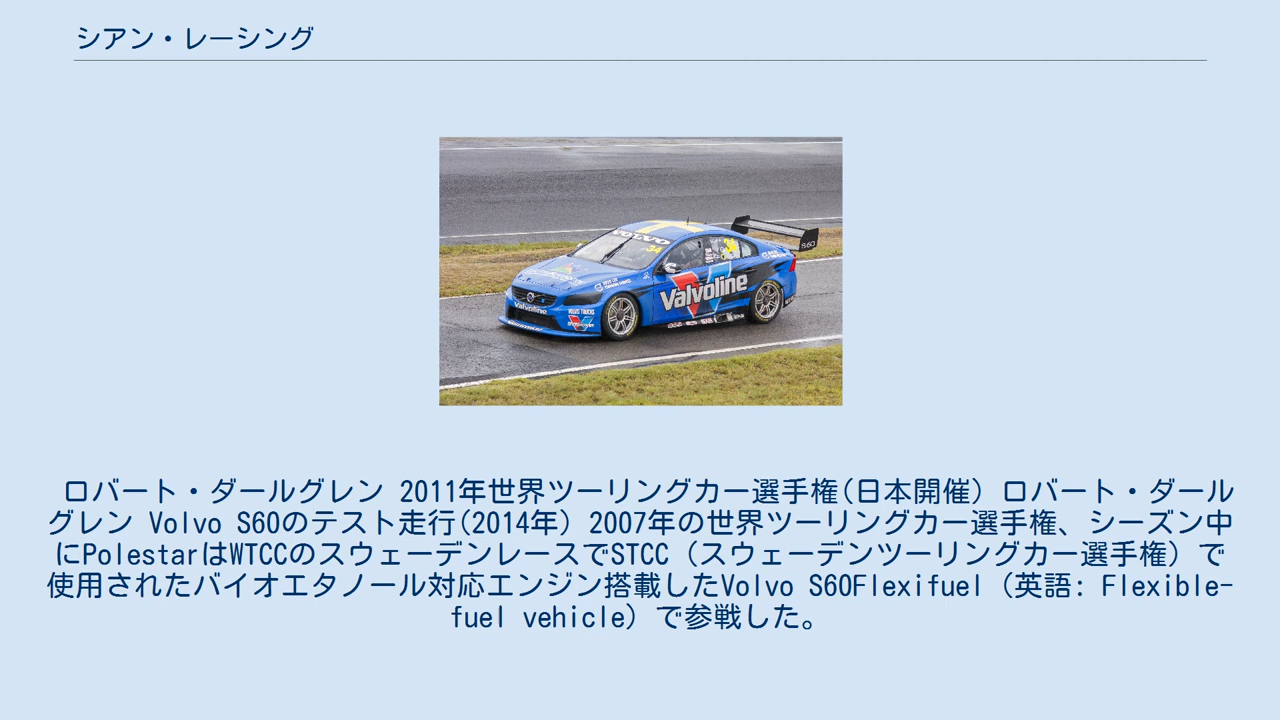 シアン・レーシング
VOLVO
34
S60
Valvoline
Valvoline
VOLVO TRUCKS
ロバート・ダールグレン 2011年世界ツーリングカー選手権(日本開催) ロバート・ダール
グレン Volvo S60のテスト走行(2014年) 2007年の世界ツーリングカー選手権、シーズン中
にPolestarはWTCCのスウェーデンレースでSTCC (スウェーデンツーリングカー選手権) で
使用されたバイオエタノール対応エンジン搭載したVolvo S60Flexifuel (英語: Flexible-
fuel vehicle) で参戦した。